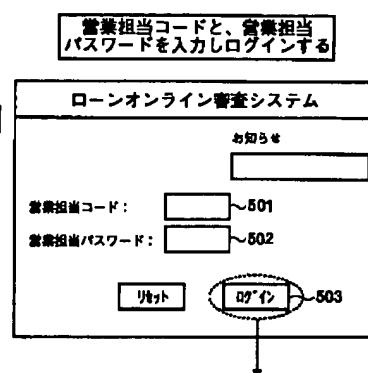 営業担当コードと、営業担当
パスワードを入力しログインする
ローンオンライン審査システム
お知らせ
営業担当コード： 501
営業担当パスワード： 502
リセット ログイン 503